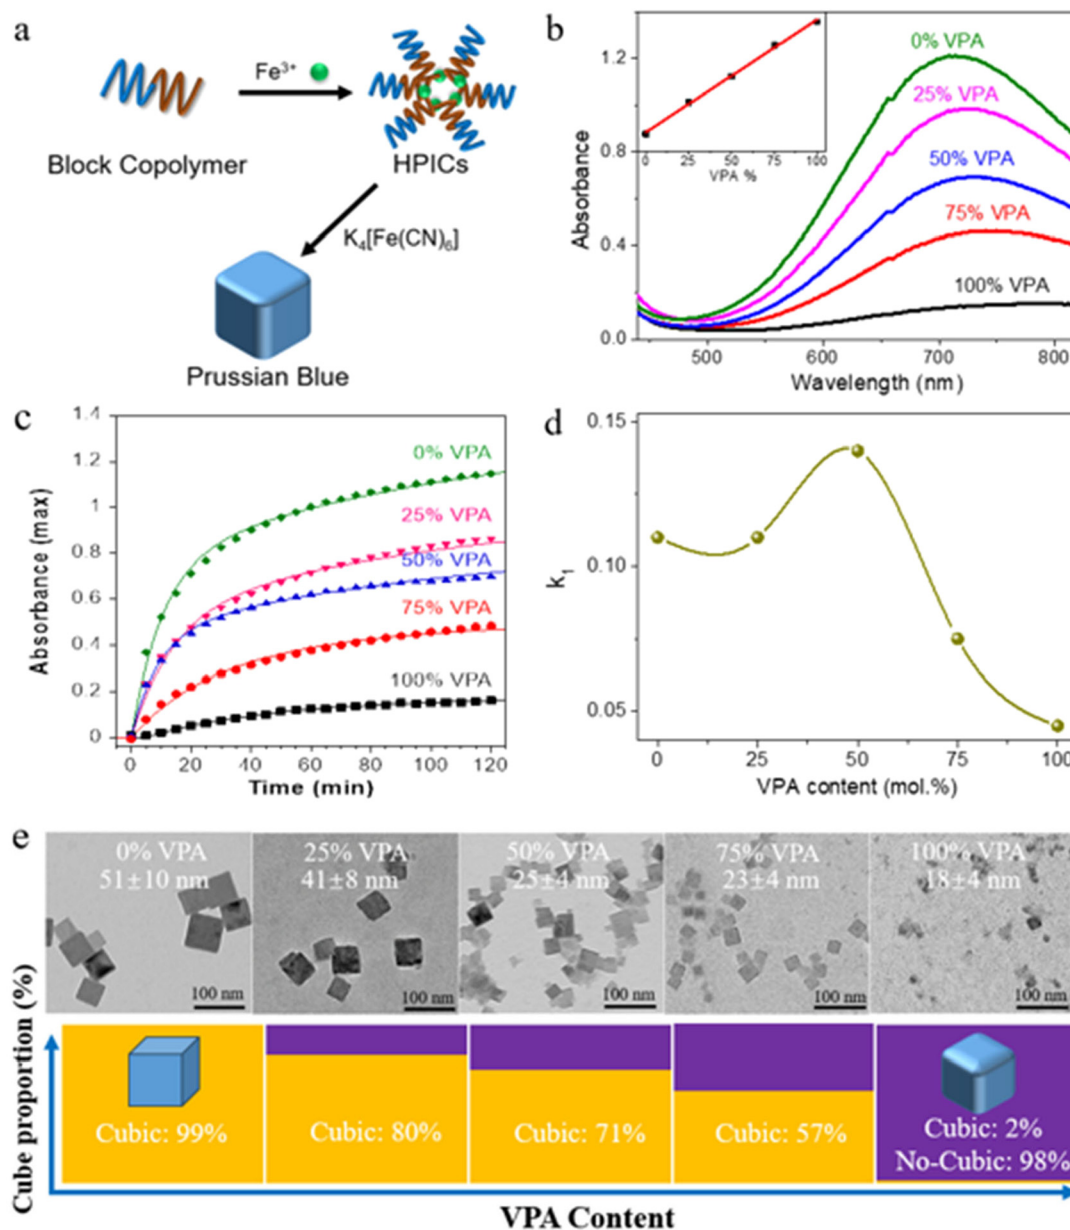 a
Fe³⁺
Block Copolymer
HPICs
K₄[Fe(CN)₆]
Prussian Blue
b
Absorbance
1.2
0.8
0.4
0.0
0% VPA
25% VPA
50% VPA
75% VPA
100% VPA
0 25 50 75 100
VPA %
500 600 700 800
Wavelength (nm)
c
Absorbance (max)
1.4
1.2
1
0.8
0.6
0.4
0.2
0
0% VPA
25% VPA
50% VPA
75% VPA
100% VPA
0 20 40 60 80 100 120
Time (min)
d
k₁
0.15
0.10
0.05
0 25 50 75 100
VPA content (mol.%)
e
0% VPA
51±10 nm
100 nm
25% VPA
41±8 nm
100 nm
50% VPA
25±4 nm
100 nm
75% VPA
23±4 nm
100 nm
100% VPA
18±4 nm
100 nm
Cube proportion (%)
Cubic: 99%
Cubic: 80%
Cubic: 71%
Cubic: 57%
Cubic: 2%
No-Cubic: 98%
VPA Content